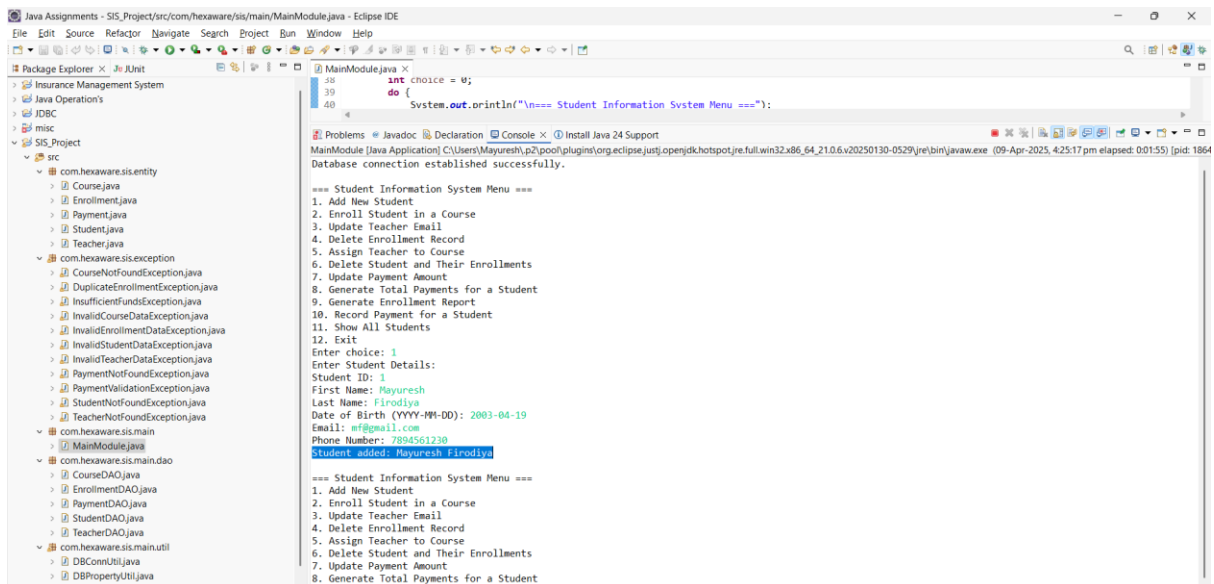 Java Assignments - SIS_Project/src/com/hexaware/sis/main/MainModule.java - Eclipse IDE
File Edit Source Refactor Navigate Search Project Run Window Help
Package Explorer
JUnit
Insurance Management System
Java Operation's
JDBC
misc
SIS_Project
src
com.hexaware.sis.entity
Course.java
Enrollment.java
Payment.java
Student.java
Teacher.java
com.hexaware.sis.exception
CourseNotFoundException.java
DuplicateEnrollmentException.java
InsufficientFundsException.java
InvalidCourseDataException.java
InvalidEnrollmentDataException.java
InvalidStudentDataException.java
InvalidTeacherDataException.java
PaymentNotFoundException.java
PaymentValidationException.java
StudentNotFoundException.java
TeacherNotFoundException.java
com.hexaware.sis.main
MainModule.java
com.hexaware.sis.main.dao
CourseDAO.java
EnrollmentDAO.java
PaymentDAO.java
StudentDAO.java
TeacherDAO.java
com.hexaware.sis.main.util
DBConnUtil.java
DBPropertyUtil.java
MainModule.java
38 int choice = 0;
39 do {
40 System.out.println("\n=== Student Information System Menu ===");
Problems Javadoc Declaration Console Install Java 24 Support
MainModule [Java Application] C:\Users\Mayuresh\.p2\pool\plugins\org.eclipse.justj.openjdk.hotspot.jre.full.win32.x86_64_21.0.6.v20250130-0529\jre\bin\javaw.exe (09-Apr-2025, 4:25:17 pm elapsed: 0:01:55) [pid: 1864
Database connection established successfully.
=== Student Information System Menu ===
1. Add New Student
2. Enroll Student in a Course
3. Update Teacher Email
4. Delete Enrollment Record
5. Assign Teacher to Course
6. Delete Student and Their Enrollments
7. Update Payment Amount
8. Generate Total Payments for a Student
9. Generate Enrollment Report
10. Record Payment for a Student
11. Show All Students
12. Exit
Enter choice: 1
Enter Student Details:
Student ID: 1
First Name: Mayuresh
Last Name: Firodiya
Date of Birth (YYYY-MM-DD): 2003-04-19
Email: mf@gmail.com
Phone Number: 7894561230
Student added: Mayuresh Firodiya
=== Student Information System Menu ===
1. Add New Student
2. Enroll Student in a Course
3. Update Teacher Email
4. Delete Enrollment Record
5. Assign Teacher to Course
6. Delete Student and Their Enrollments
7. Update Payment Amount
8. Generate Total Payments for a Student